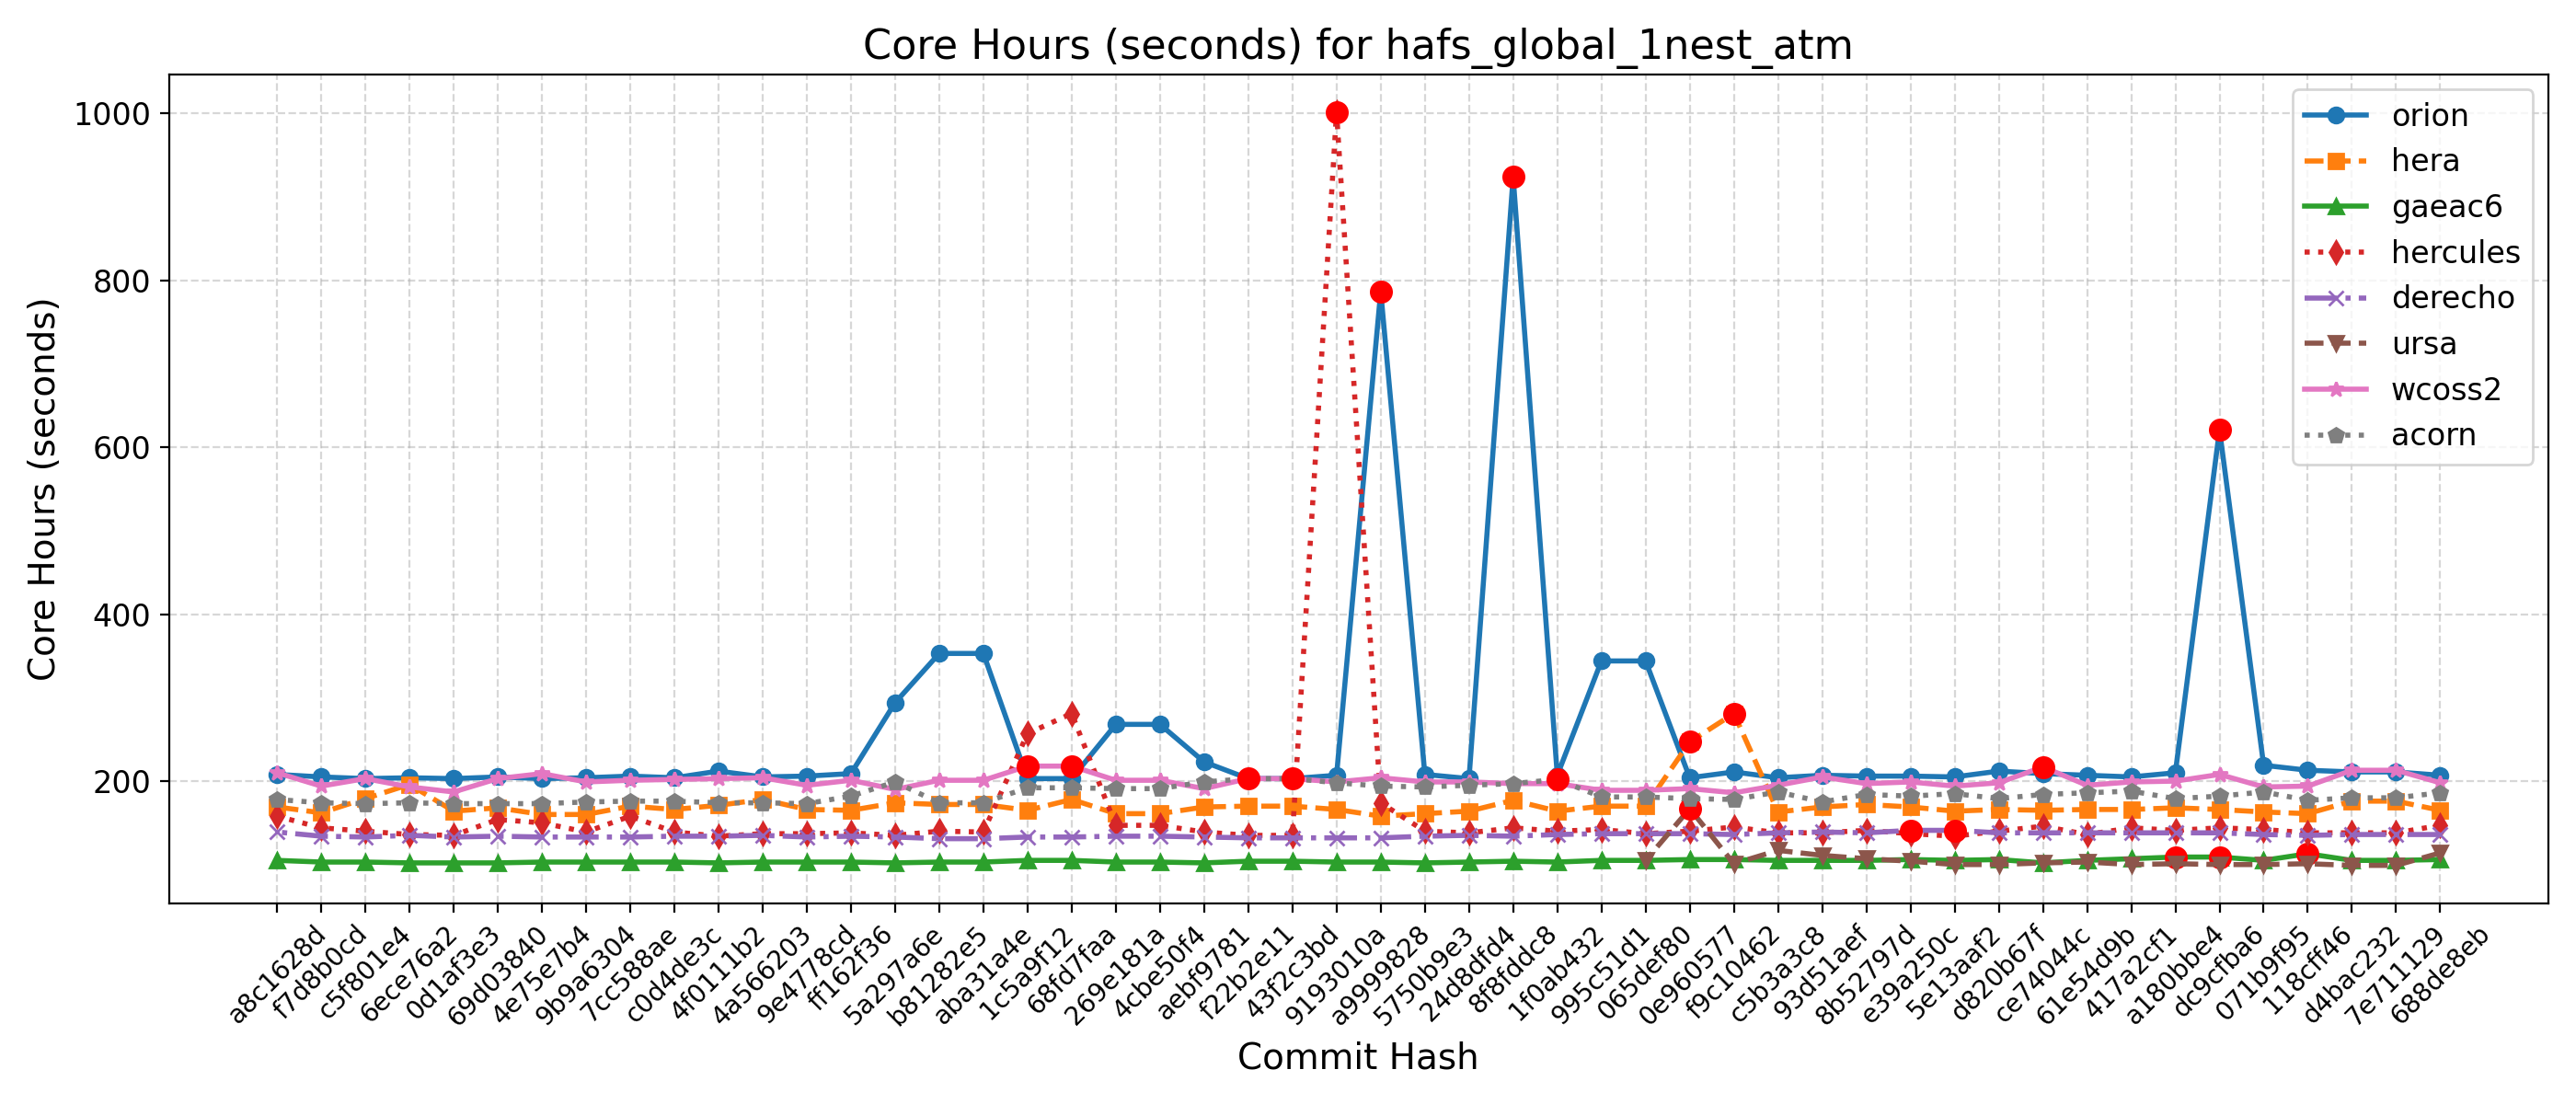 Core Hours (seconds) for hafs_global_1nest_atm
Core Hours (seconds)
1000
800
600
400
200
orion
hera
gaeac6
hercules
derecho
ursa
wcoss2
acorn
a8c1628d
f7d8b0cd
c5f801e4
6ece76a2
0d1af3e3
69d03840
4e75e7b4
9b9a6304
7cc588ae
c0d4de3c
4f0111b2
4a566203
9e4778cd
ff162f36
5a297a6e
b81282e5
aba31a4e
1c5a9f12
68fd7faa
269e181a
4cbe50f4
aebf9781
f22b2e11
43f2c3bd
9193010a
a9999828
5750b9e3
24d8dfd4
8f8fddc8
1f0ab432
995c51d1
065def80
0e960577
f9c10462
c5b3a3c8
93d51aef
8b52797d
e39a250c
5e13aaf2
d820b67f
ce74044c
61e54d9b
417a2cf1
a180bbe4
dc9cfba6
071b9f95
118cff46
d4bac232
7e711129
688de8eb
Commit Hash